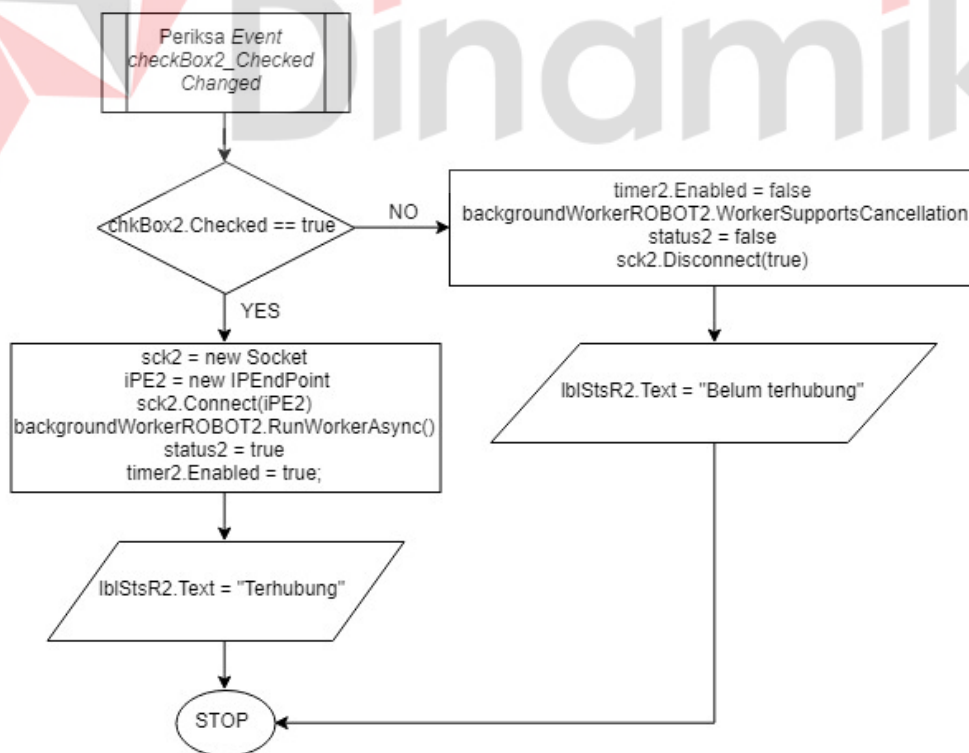 Dinamik
Periksa Event
checkBox2_Checked
Changed
chkBox2.Checked == true
NO
timer2.Enabled = false
backgroundWorkerROBOT2.WorkerSupportsCancellation
status2 = false
sck2.Disconnect(true)
YES
sck2 = new Socket
iPE2 = new IPEndPoint
sck2.Connect(iPE2)
backgroundWorkerROBOT2.RunWorkerAsync()
status2 = true
timer2.Enabled = true;
lblStsR2.Text = "Belum terhubung"
lblStsR2.Text = "Terhubung"
STOP